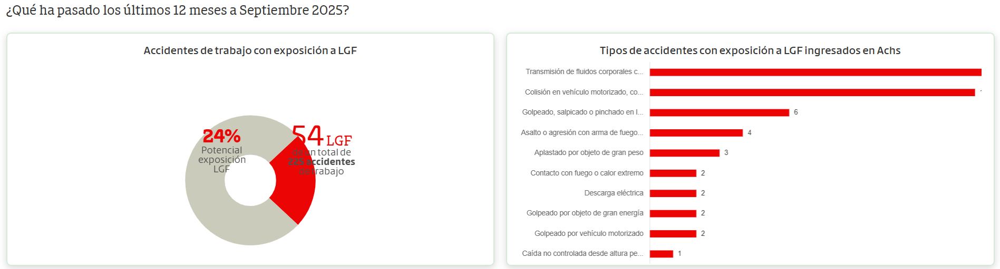 ¿Qué ha pasado los últimos 12 meses a Septiembre 2025?
Accidentes de trabajo con exposición a LGF
24%
Potencial
exposición
LGF
54 LGF
de un total de
225 accidentes
de trabajo
Tipos de accidentes con exposición a LGF ingresados en Achs
Transmisión de fluidos corporales c...
Colisión en vehículo motorizado, co...
Golpeado, salpicado o pinchado en l...
6
Asalto o agresión con arma de fuego...
4
Aplastado por objeto de gran peso
3
Contacto con fuego o calor extremo
2
Descarga eléctrica
2
Golpeado por objeto de gran energía
2
Golpeado por vehículo motorizado
2
Caída no controlada desde altura pe...
1